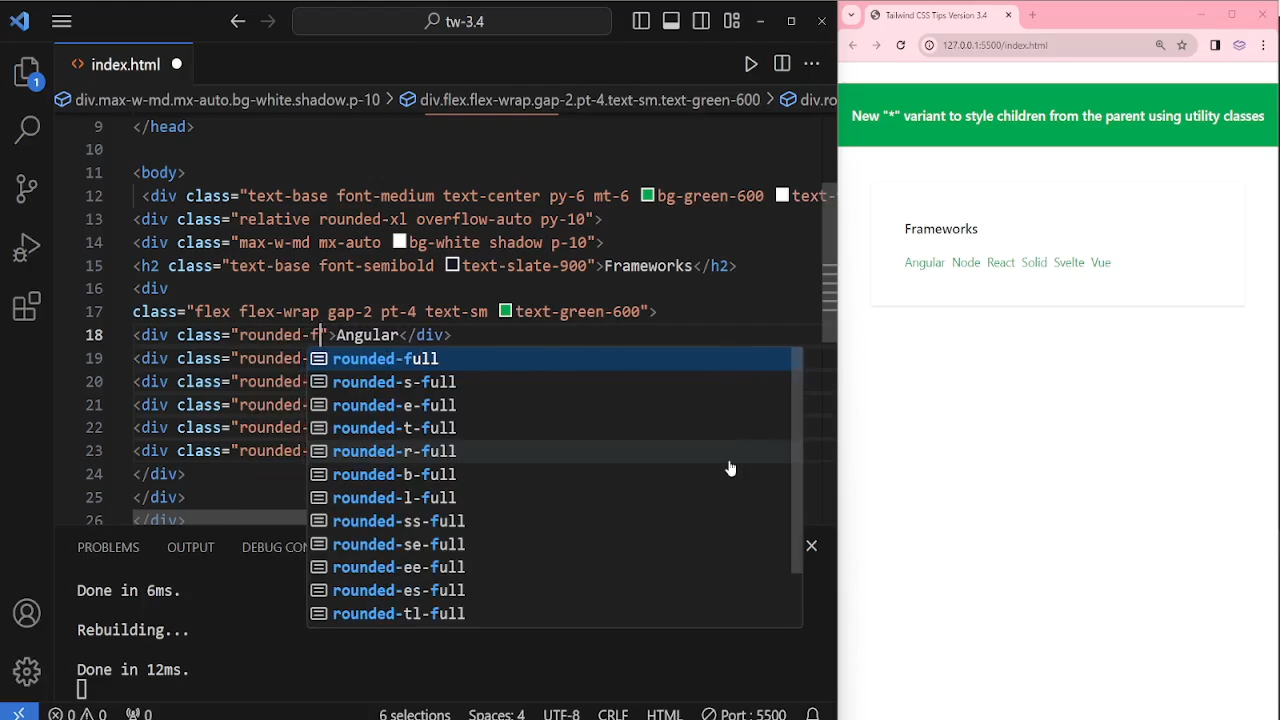 tw-3.4
index.html
div.max-w-md.mx-auto.bg-white.shadow.p-10 > div.flex.flex-wrap.gap-2.pt-4.text-sm.text-green-600 > div.ro
9 </head>
10
11 <body>
12 <div class="text-base font-medium text-center py-6 mt-6 bg-green-600 text-
13 <div class="relative rounded-xl overflow-auto py-10">
14 <div class="max-w-md mx-auto bg-white shadow p-10">
15 <h2 class="text-base font-semibold text-slate-900">Frameworks</h2>
16 <div
17 class="flex flex-wrap gap-2 pt-4 text-sm text-green-600">
18 <div class="rounded-f">Angular</div>
19 <div class="rounded-
20 <div class="rounded-
21 <div class="rounded-
22 <div class="rounded-
23 <div class="rounded-
24 </div>
25 </div>
26 </div>
rounded-full
rounded-s-full
rounded-e-full
rounded-t-full
rounded-r-full
rounded-b-full
rounded-l-full
rounded-ss-full
rounded-se-full
rounded-ee-full
rounded-es-full
rounded-tl-full
1
PROBLEMS OUTPUT DEBUG CON
Done in 6ms.
Rebuilding...
Done in 12ms.
0 0 0 6 selections Spaces: 4 UTF-8 CRLF HTML Port : 5500
Tailwind CSS Tips Version 3.4
127.0.0.1:5500/index.html
New "*" variant to style children from the parent using utility classes
Frameworks
Angular Node React Solid Svelte Vue